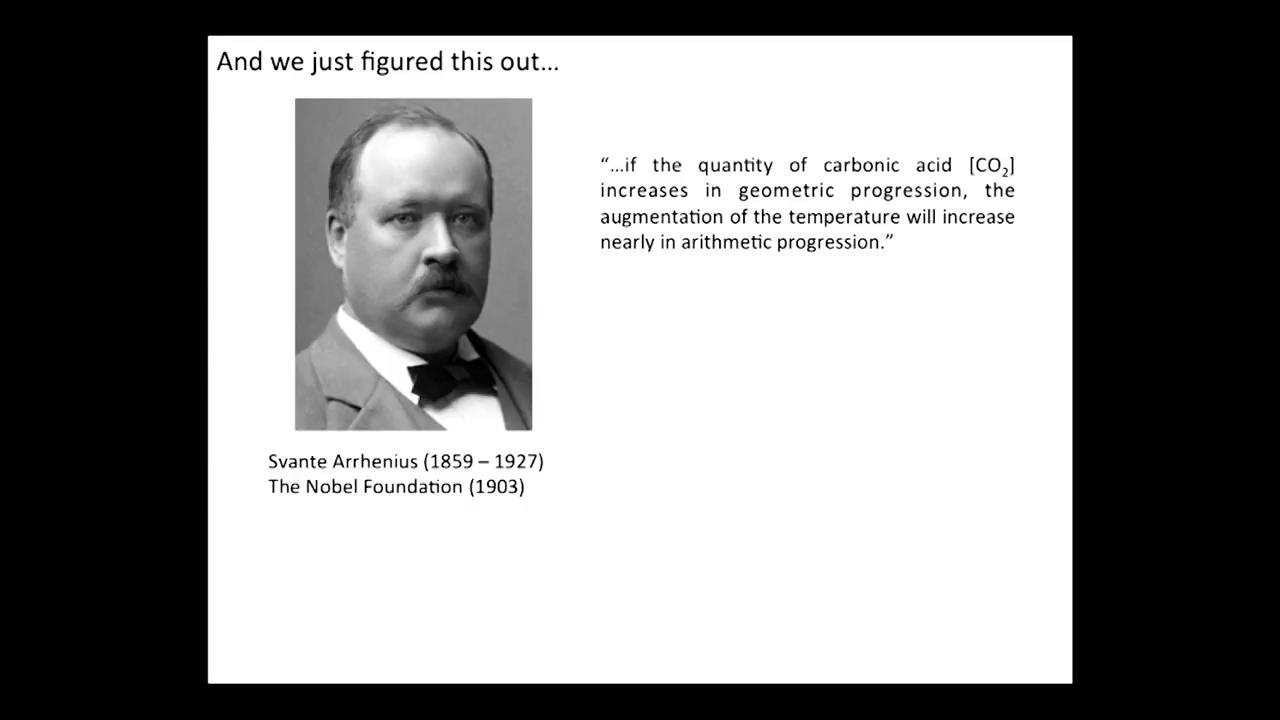 And we just figured this out...
“...if the quantity of carbonic acid [CO₂]
increases in geometric progression, the
augmentation of the temperature will increase
nearly in arithmetic progression.”
Svante Arrhenius (1859 – 1927)
The Nobel Foundation (1903)